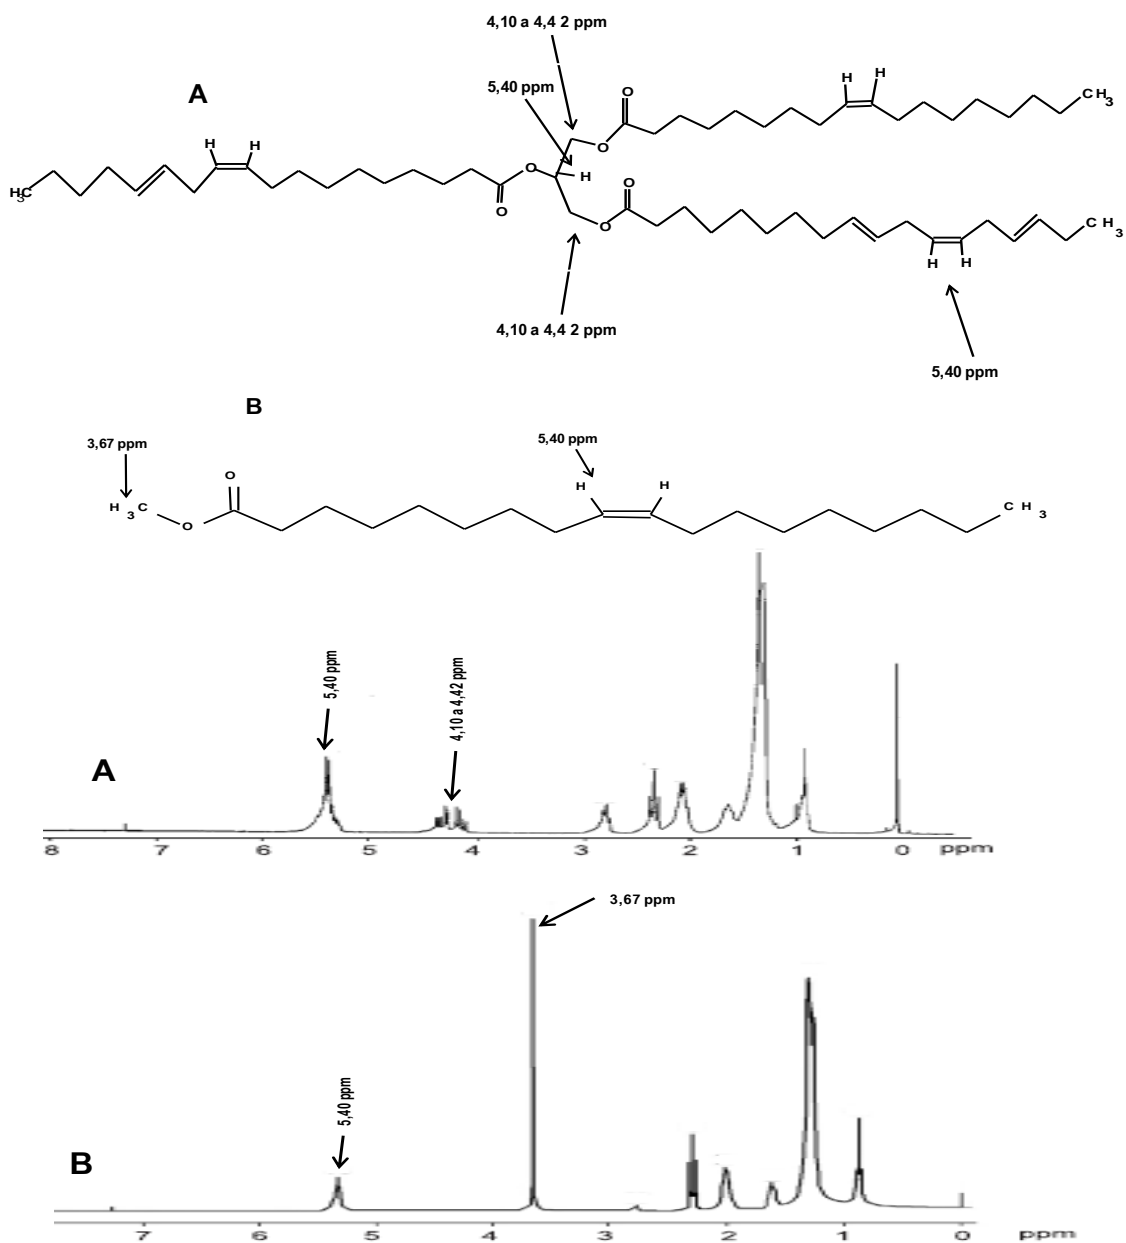 4,10 a 4,4 2 ppm
A
5,40 ppm
H H
CH3
O
O
H H
O
H
H3C
O
O
O
O
CH3
H H
4,10 a 4,4 2 ppm
5,40 ppm
B
3,67 ppm
5,40 ppm
O
H H
H3C
O
CH3
5,40 ppm
4,10 a 4,42 ppm
A
8 7 6 5 4 3 2 1 0 ppm
3,67 ppm
5,40 ppm
B
7 6 5 4 3 2 1 0 ppm